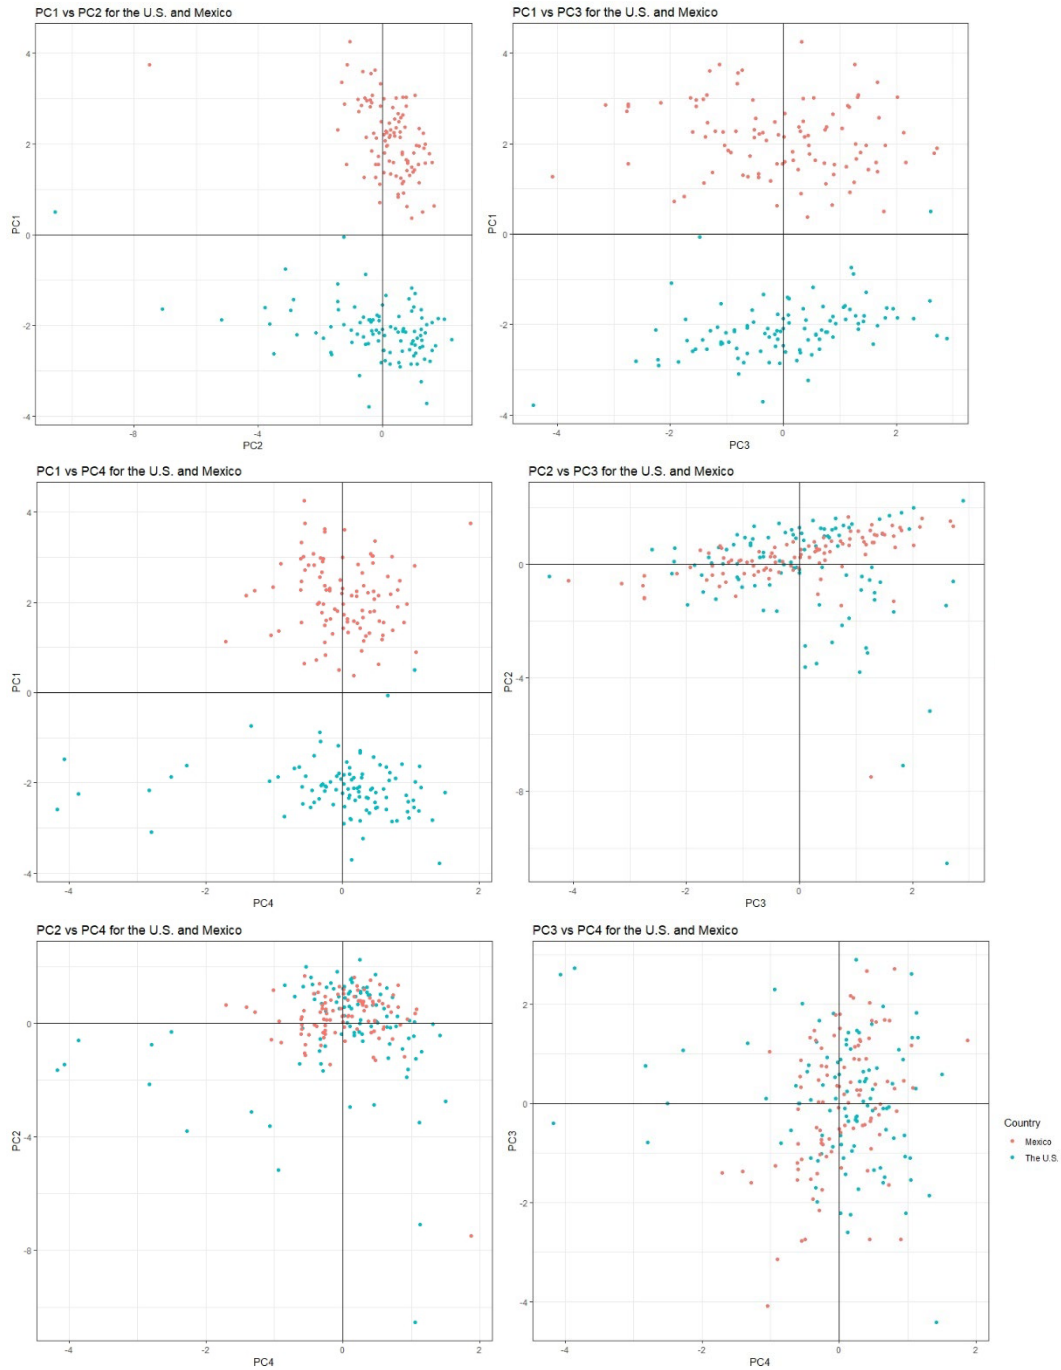 PC1 vs PC2 for the U.S. and Mexico
PC1
4
2
0
-2
-4
-8
-4
0
PC2
PC1 vs PC3 for the U.S. and Mexico
PC1
4
2
0
-2
-4
-4
-2
0
2
PC3
PC1 vs PC4 for the U.S. and Mexico
PC1
4
2
0
-2
-4
-4
-2
0
2
PC4
PC2 vs PC3 for the U.S. and Mexico
PC2
0
-4
-8
-4
-2
0
2
PC3
PC2 vs PC4 for the U.S. and Mexico
PC2
0
-4
-8
-4
-2
0
2
PC4
PC3 vs PC4 for the U.S. and Mexico
PC3
2
0
-2
-4
-4
-2
0
2
PC4
Country
Mexico
The U.S.